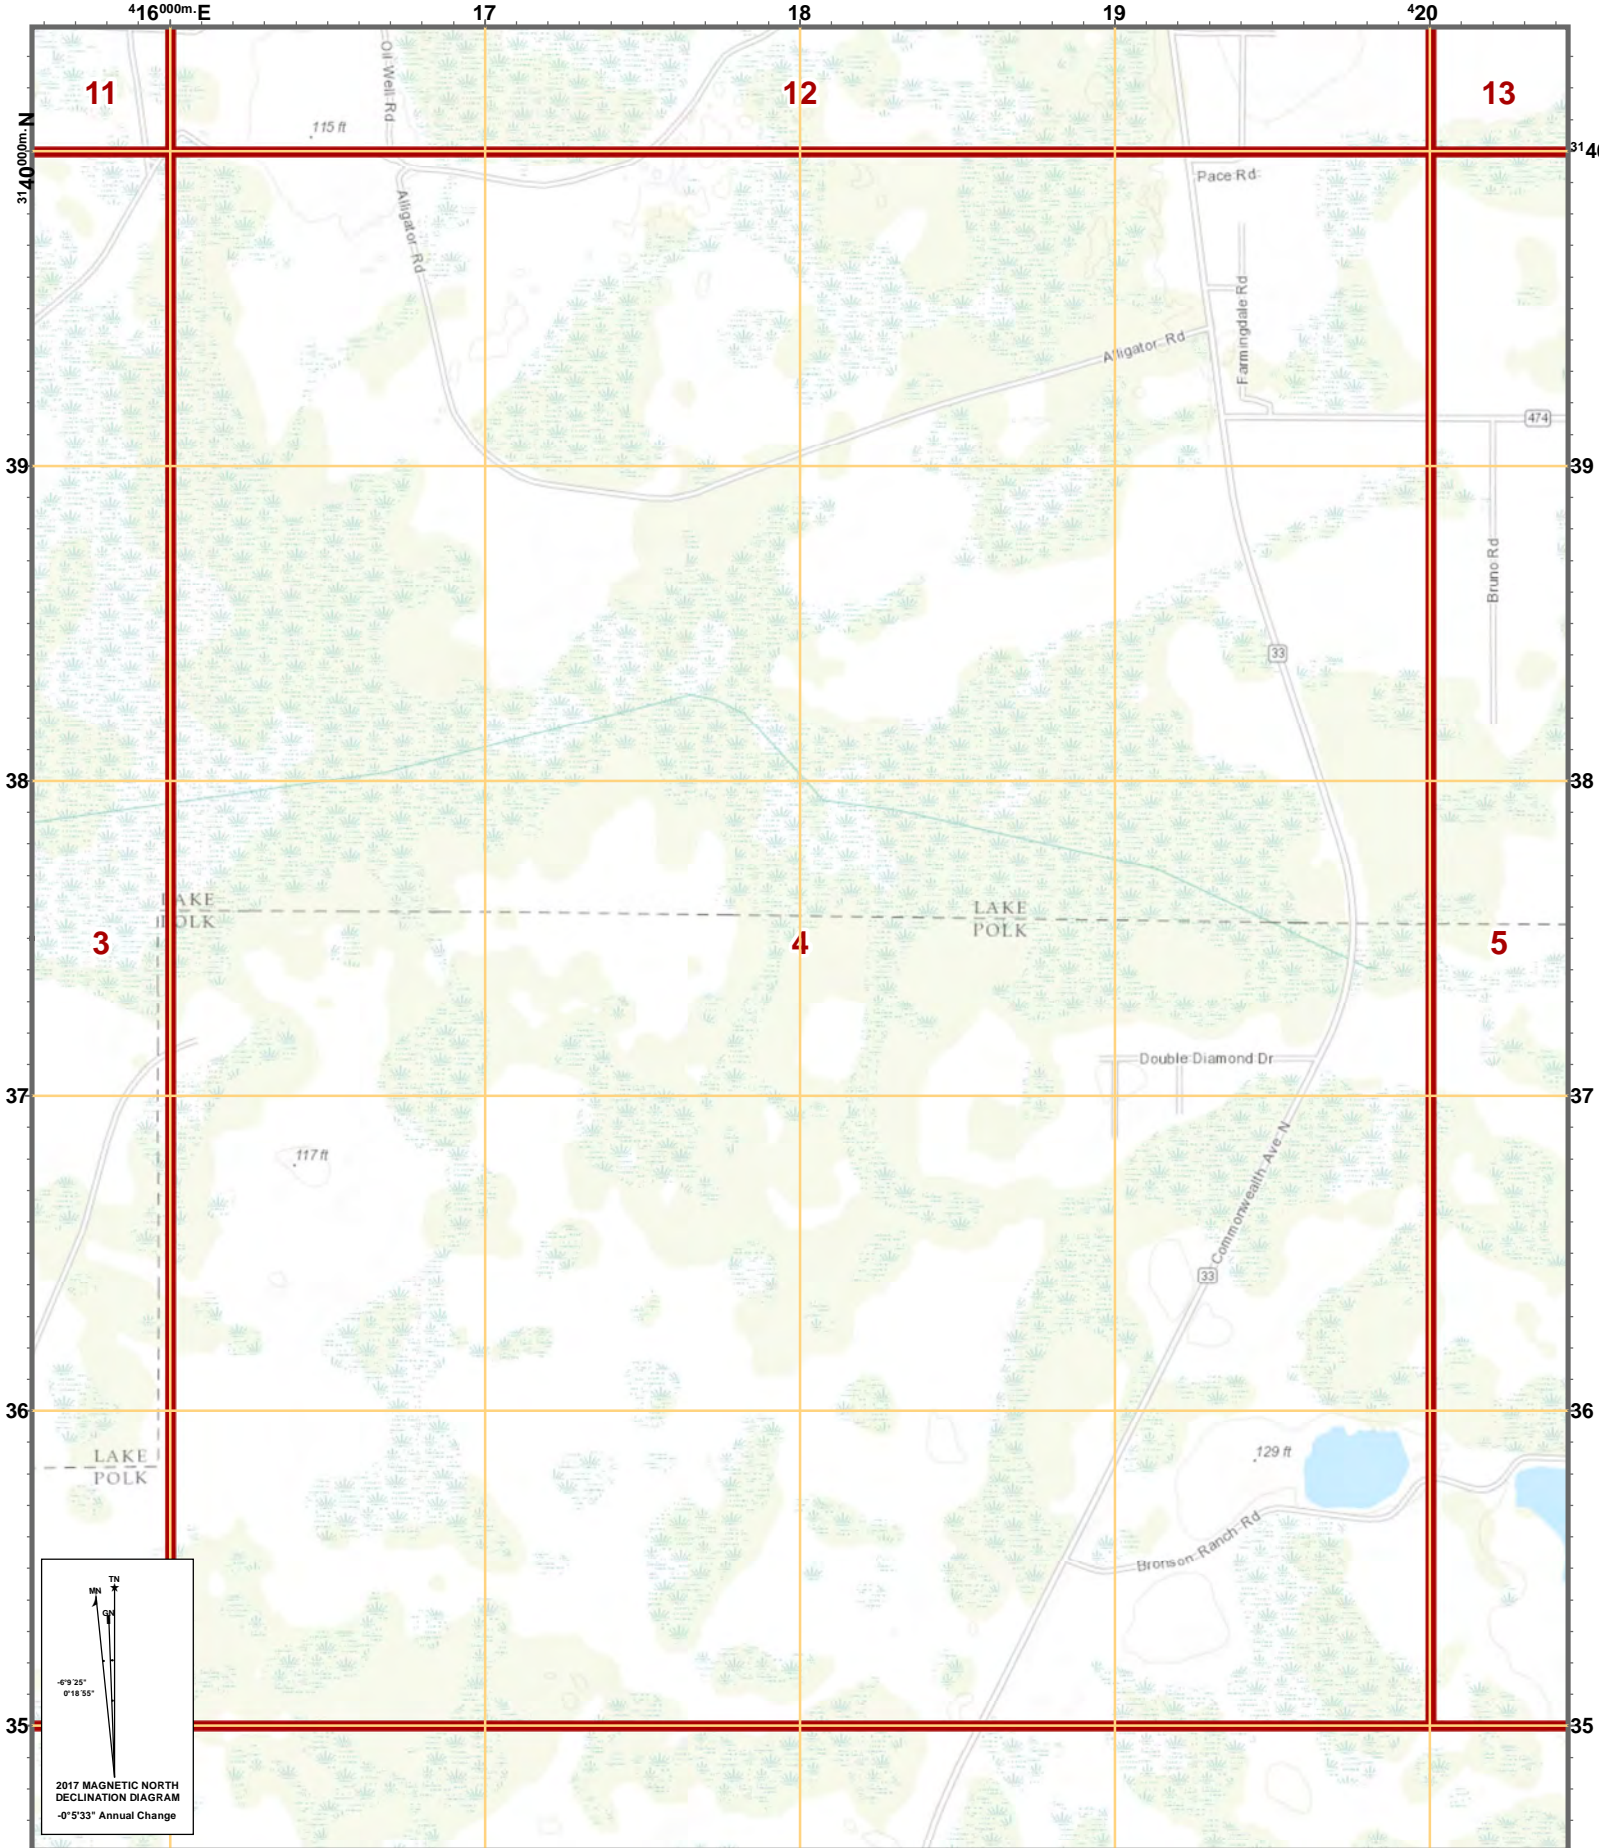 416000m.E 17 18 19 420
11 12 13
Oil Well Rd
115 ft
3140000m.N
Pace Rd
Alligator Rd
Farmingdale Rd
Alligator Rd
474
39 39
Bruno Rd
33
38 38
LAKE
POLK
LAKE
POLK
3 4 5
Double Diamond Dr
37 37
117 ft
Commonwealth Ave N
33
36 36
129 ft
LAKE
POLK
Bronson Ranch Rd
TN
MN
GN
-6°9'25"
0°18'55"
35 35
2017 MAGNETIC NORTH
DECLINATION DIAGRAM
-0°5'33" Annual Change